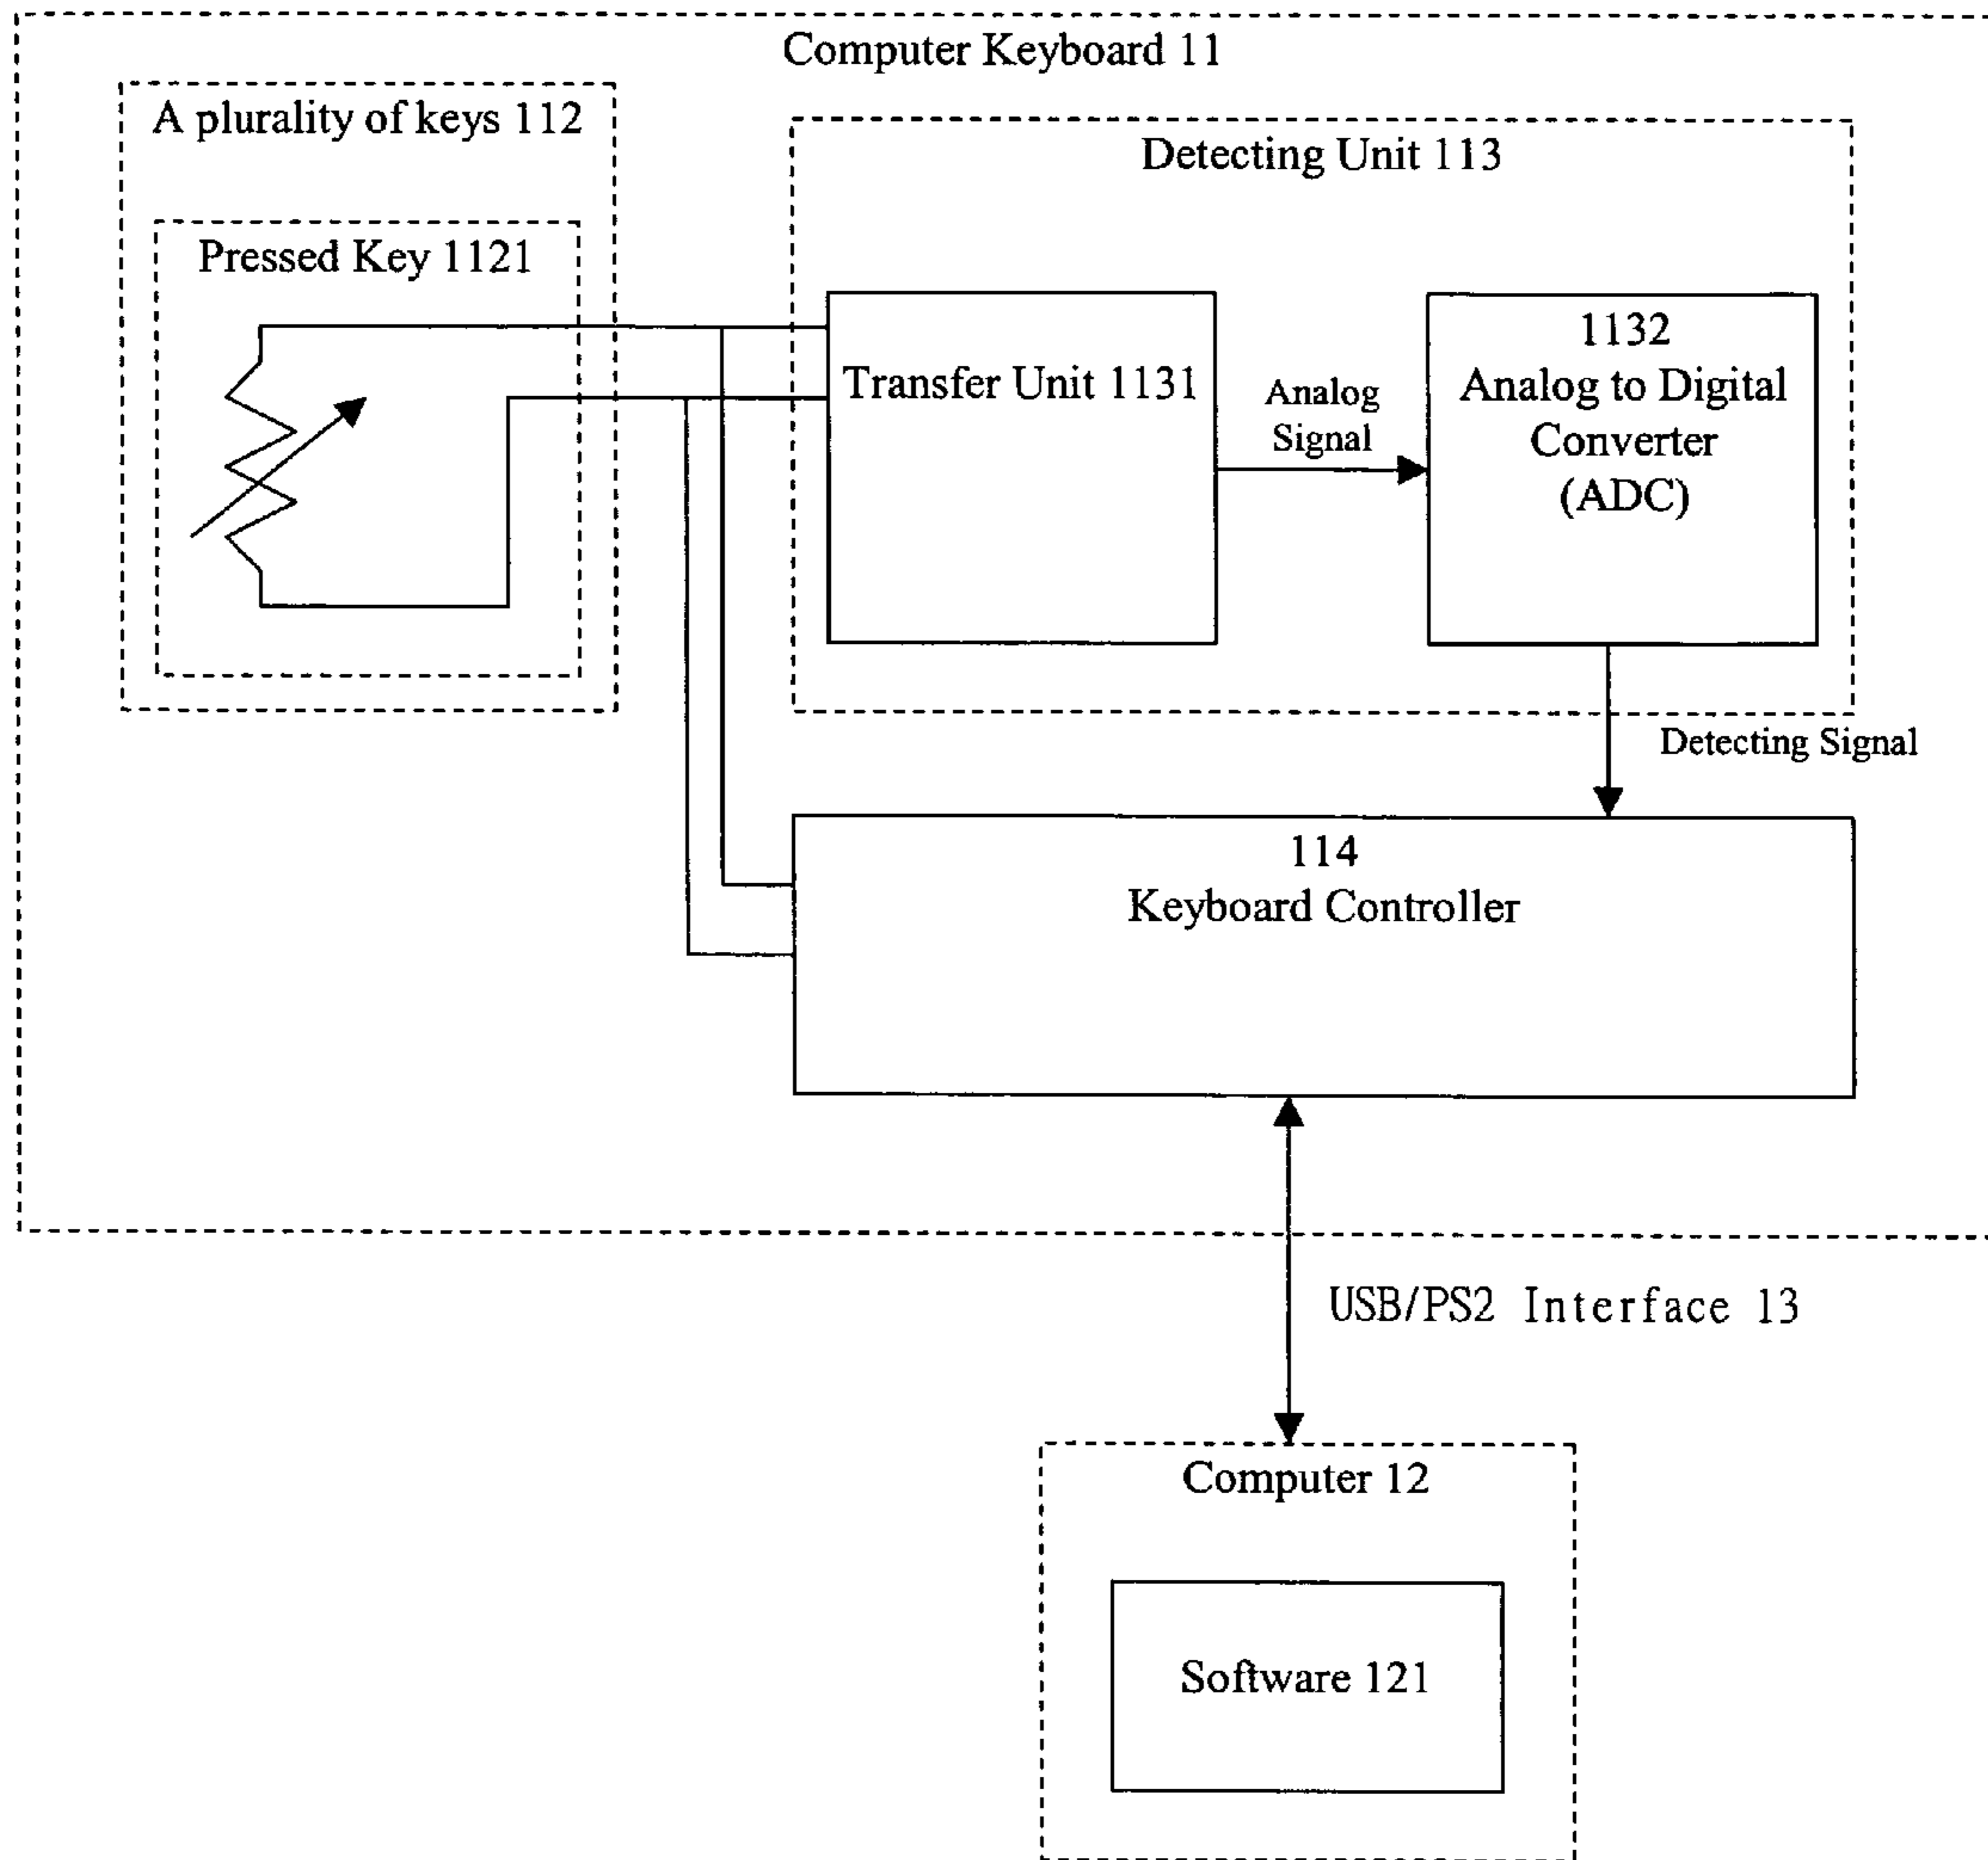 Computer Keyboard 11
A plurality of keys 112
Detecting Unit 113
Pressed Key 1121
Transfer Unit 1131
Analog
Signal
1132
Analog to Digital
Converter
(ADC)
Detecting Signal
114
Keyboard Controller
USB/PS2 Interface 13
Computer 12
Software 121